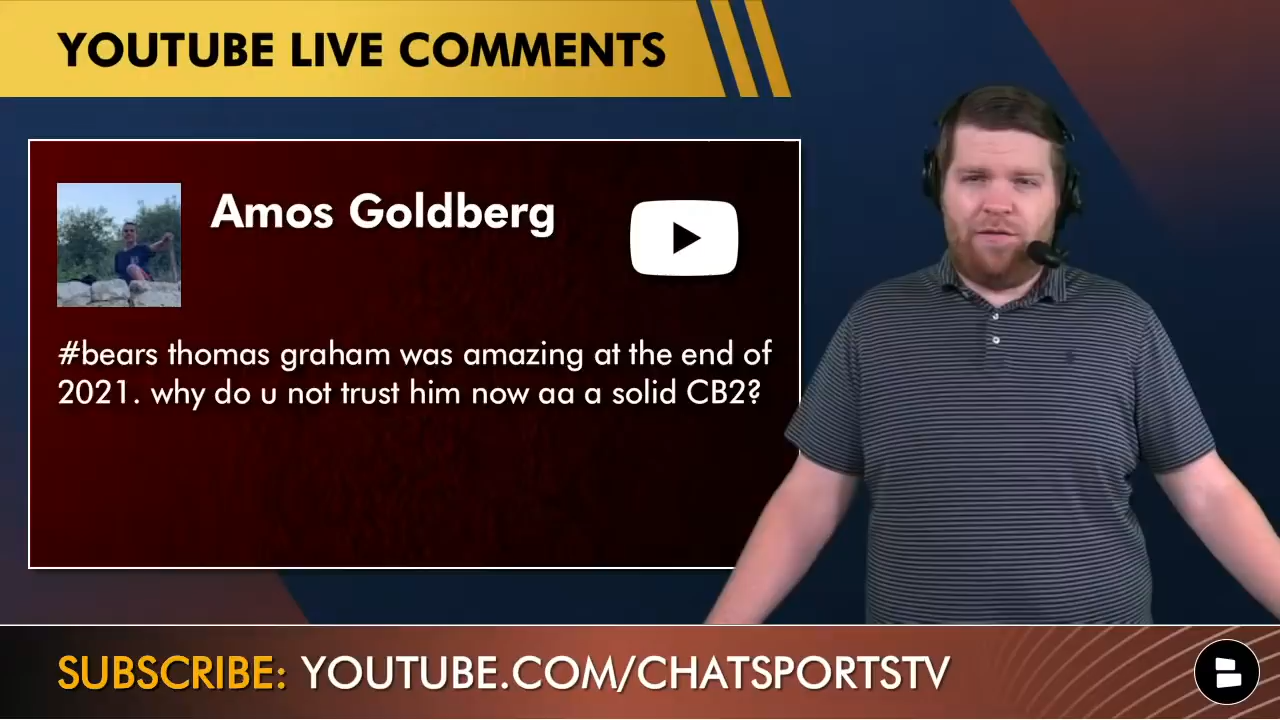 YOUTUBE LIVE COMMENTS
Amos Goldberg
#bears thomas graham was amazing at the end of
2021. why do u not trust him now aa a solid CB2?
SUBSCRIBE: YOUTUBE.COM/CHATSPORTSTV